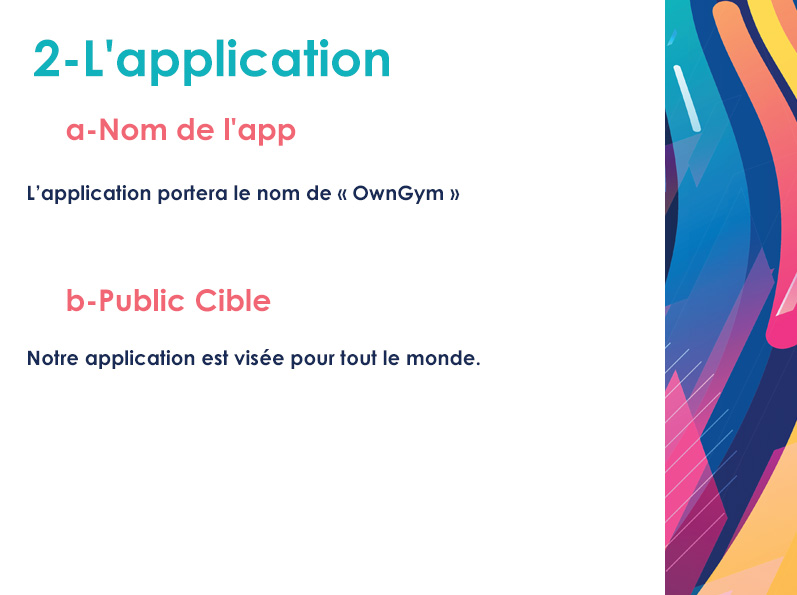 2-L'application
a-Nom de l'app
L’application portera le nom de « OwnGym »
b-Public Cible
Notre application est visée pour tout le monde.